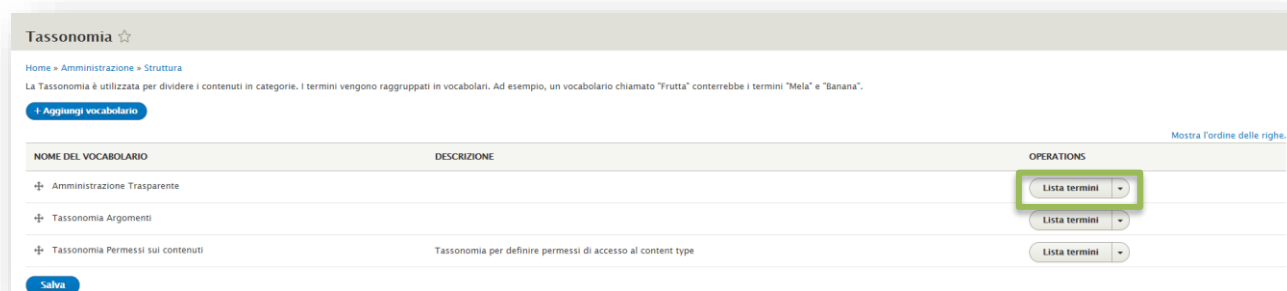 Tassonomia
Home » Amministrazione » Struttura
La Tassonomia è utilizzata per dividere i contenuti in categorie. I termini vengono raggruppati in vocabolari. Ad esempio, un vocabolario chiamato "Frutta" conterrebbe i termini "Mela" e "Banana".
+ Aggiungi vocabolario
Mostra l'ordine delle righe.
NOME DEL VOCABOLARIO DESCRIZIONE OPERATIONS
Amministrazione Trasparente Lista termini
Tassonomia Argomenti Lista termini
Tassonomia Permessi sui contenuti Tassonomia per definire permessi di accesso al content type Lista termini
Salva